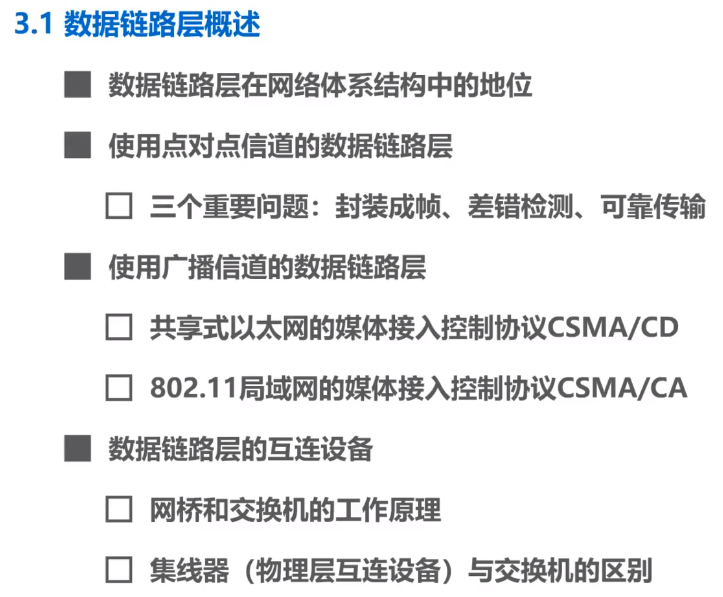 3.1 数据链路层概述
数据链路层在网络体系结构中的地位
使用点对点信道的数据链路层
三个重要问题：封装成帧、差错检测、可靠传输
使用广播信道的数据链路层
共享式以太网的媒体接入控制协议CSMA/CD
802.11局域网的媒体接入控制协议CSMA/CA
数据链路层的互连设备
网桥和交换机的工作原理
集线器（物理层互连设备）与交换机的区别